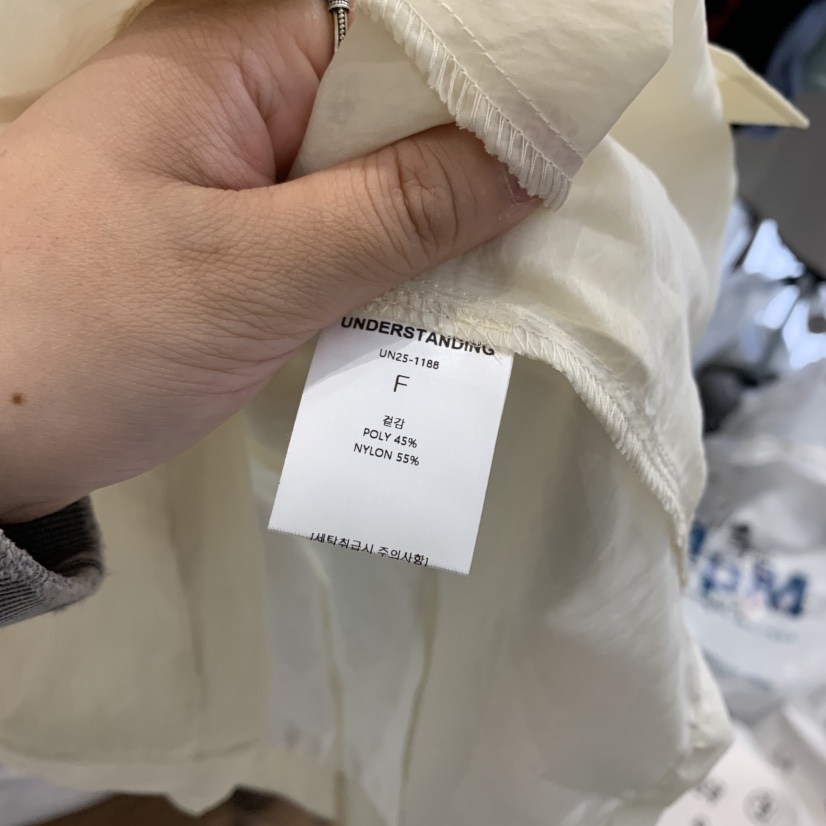 UNDERSTANDING
UN25-1188
F
겉감
POLY 45%
NYLON 55%
[세탁취급시 주의사항]